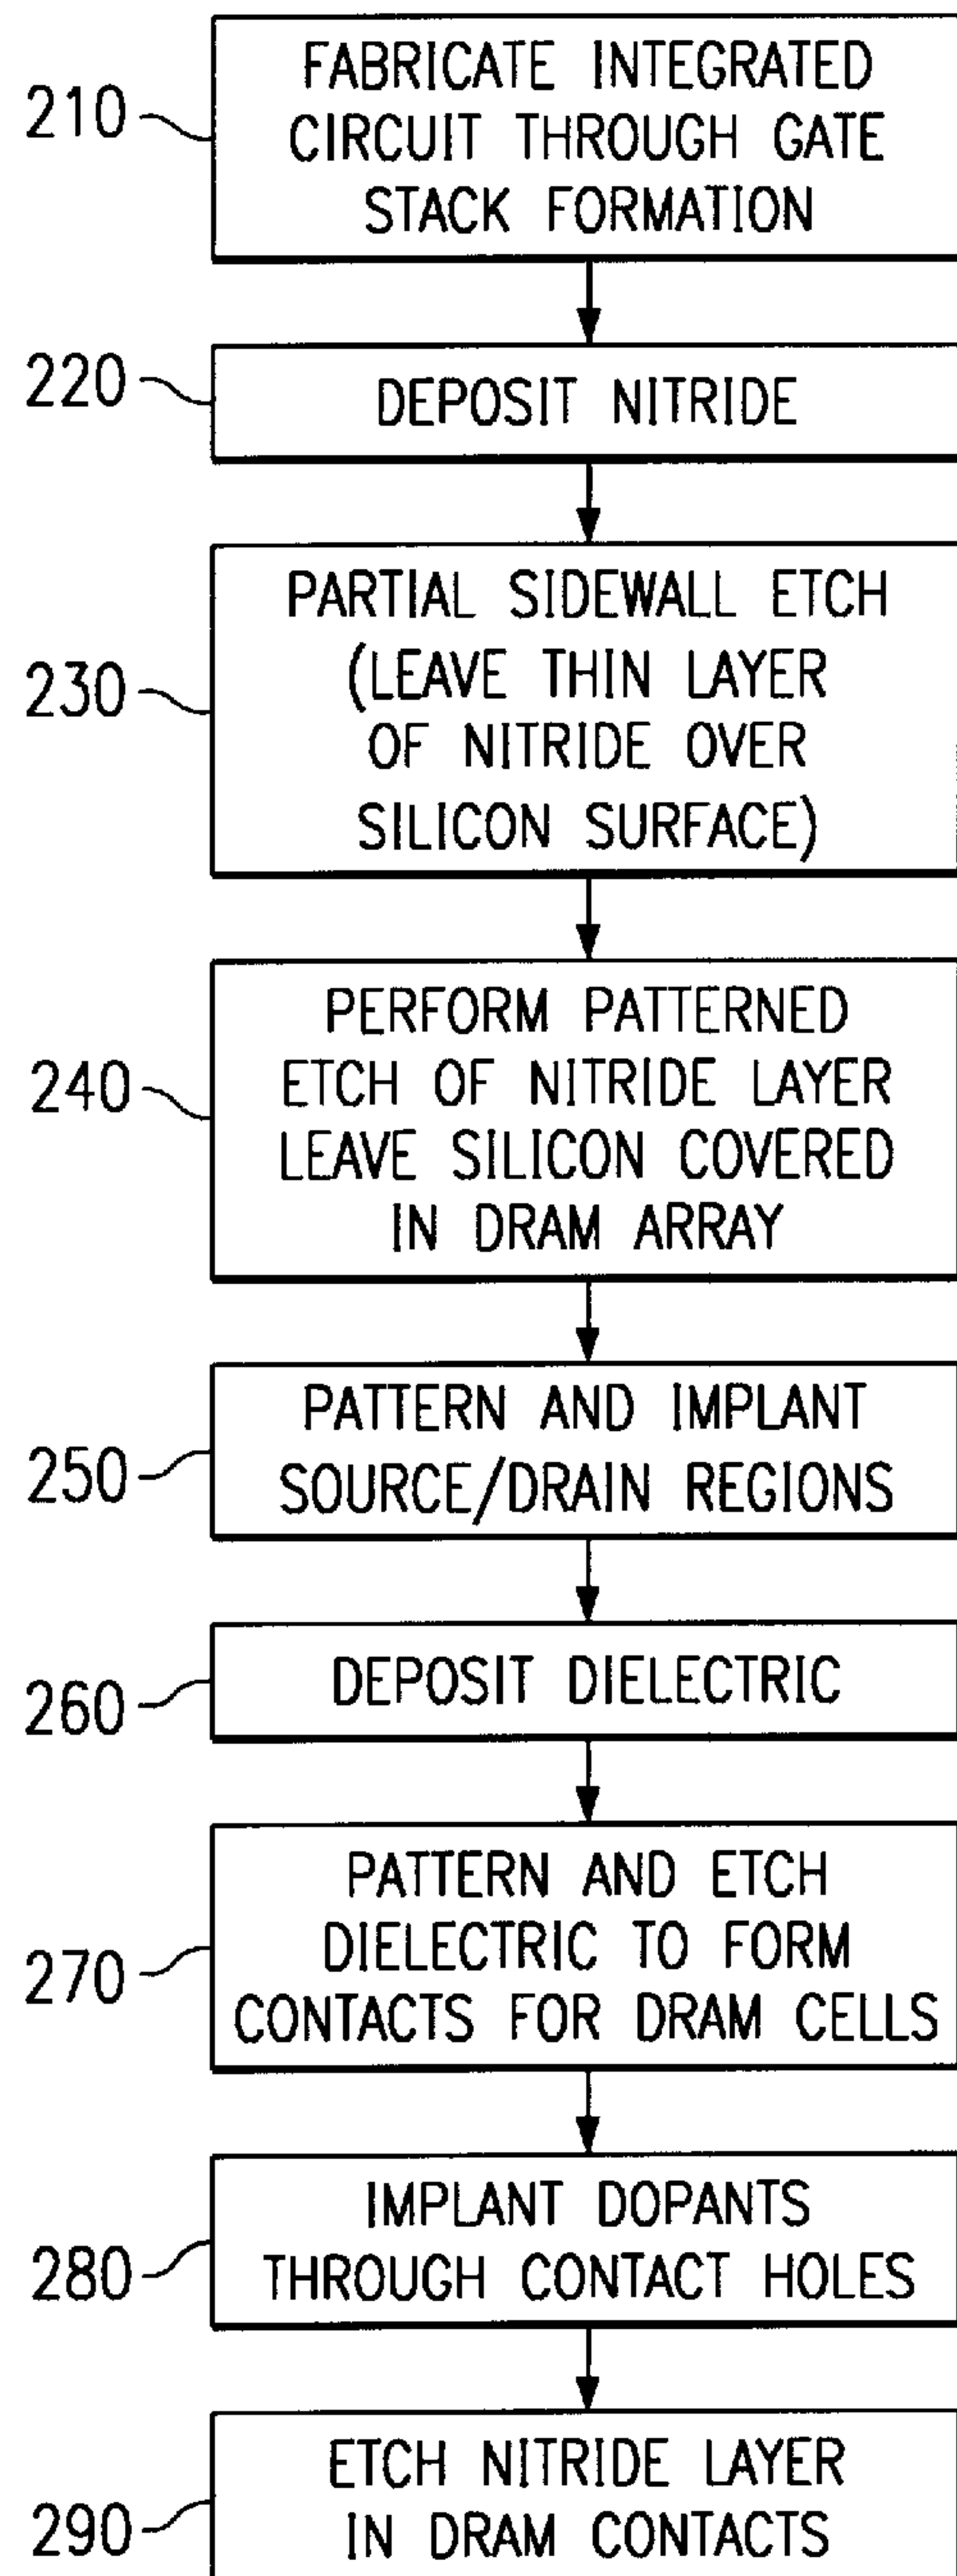 210
FABRICATE INTEGRATED
CIRCUIT THROUGH GATE
STACK FORMATION
220
DEPOSIT NITRIDE
230
PARTIAL SIDEWALL ETCH
(LEAVE THIN LAYER
OF NITRIDE OVER
SILICON SURFACE)
240
PERFORM PATTERNED
ETCH OF NITRIDE LAYER
LEAVE SILICON COVERED
IN DRAM ARRAY
250
PATTERN AND IMPLANT
SOURCE/DRAIN REGIONS
260
DEPOSIT DIELECTRIC
270
PATTERN AND ETCH
DIELECTRIC TO FORM
CONTACTS FOR DRAM CELLS
280
IMPLANT DOPANTS
THROUGH CONTACT HOLES
290
ETCH NITRIDE LAYER
IN DRAM CONTACTS